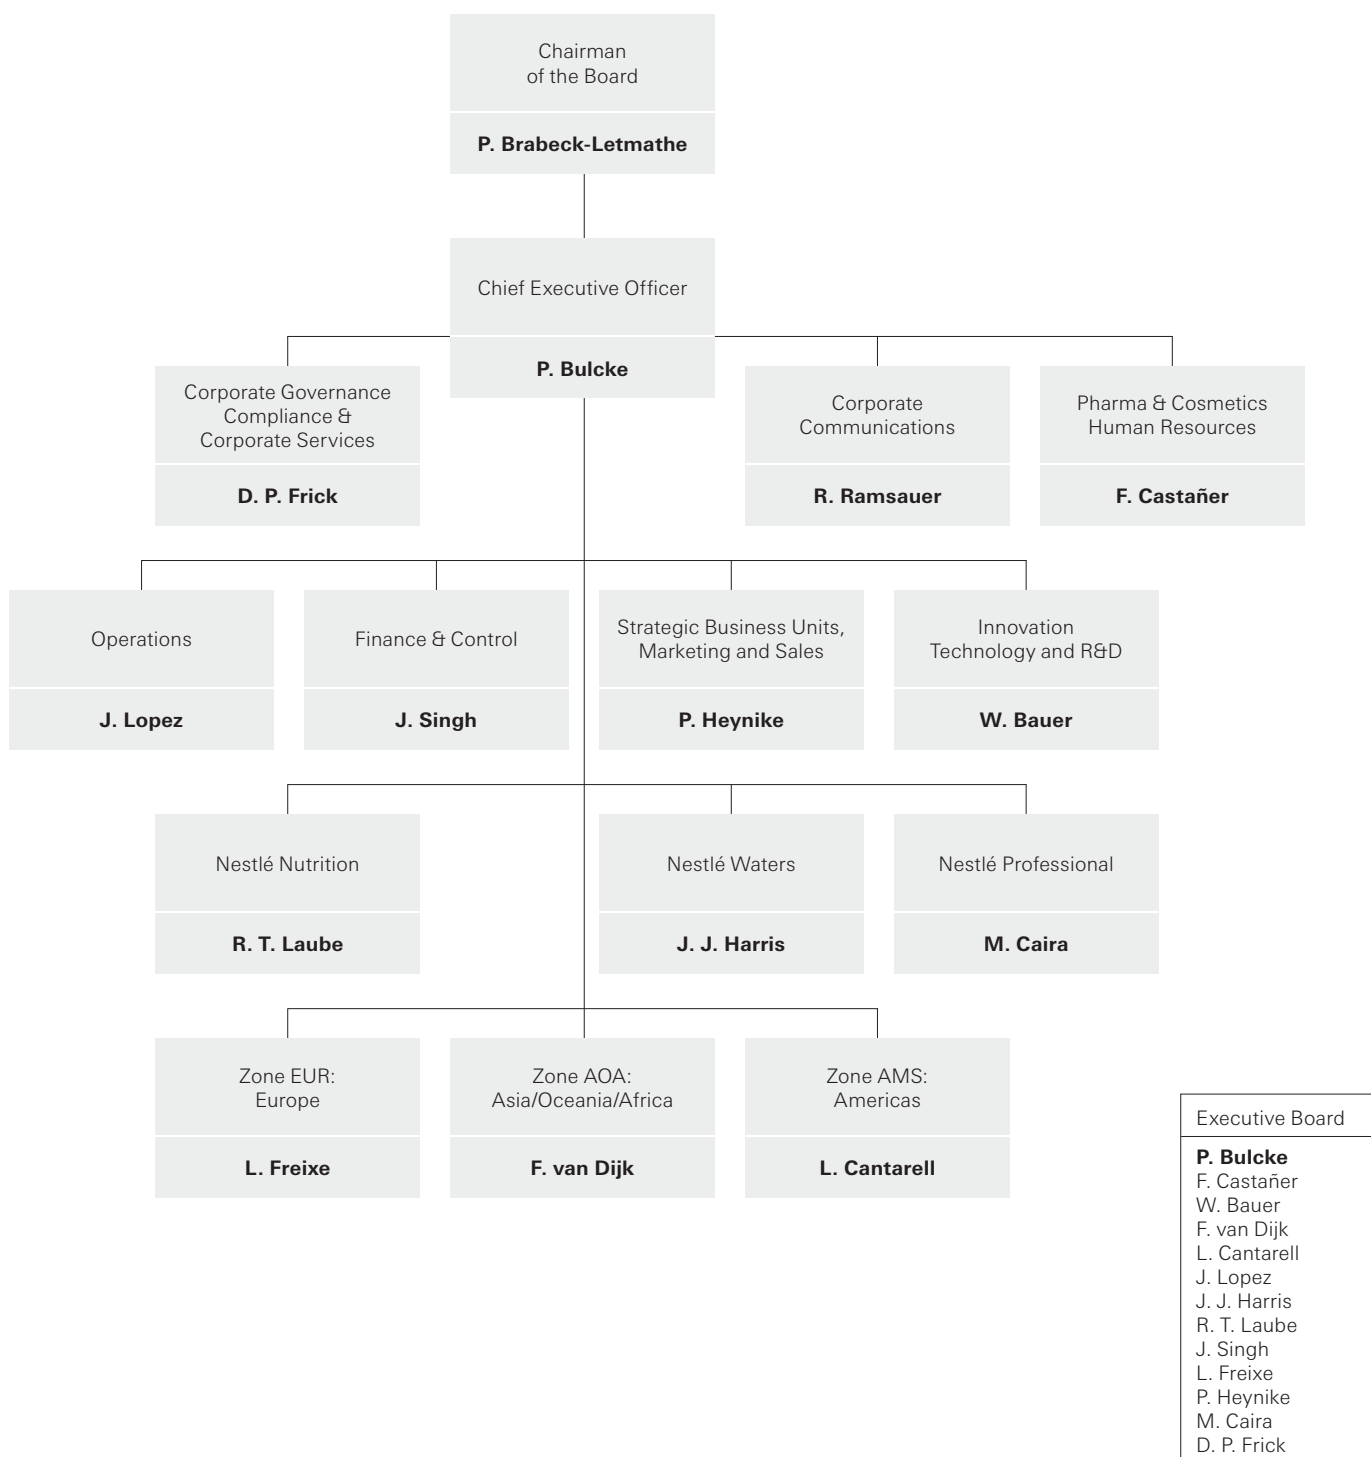 Chairman
of the Board
P. Brabeck-Letmathe
Chief Executive Officer
P. Bulcke
Corporate Governance
Compliance &
Corporate Services
D. P. Frick
Corporate
Communications
R. Ramsauer
Pharma & Cosmetics
Human Resources
F. Castañer
Operations
J. Lopez
Finance & Control
J. Singh
Strategic Business Units,
Marketing and Sales
P. Heynike
Innovation
Technology and R&D
W. Bauer
Nestlé Nutrition
R. T. Laube
Nestlé Waters
J. J. Harris
Nestlé Professional
M. Caira
Zone EUR:
Europe
L. Freixe
Zone AOA:
Asia/Oceania/Africa
F. van Dijk
Zone AMS:
Americas
L. Cantarell
Executive Board
P. Bulcke
F. Castañer
W. Bauer
F. van Dijk
L. Cantarell
J. Lopez
J. J. Harris
R. T. Laube
J. Singh
L. Freixe
P. Heynike
M. Caira
D. P. Frick